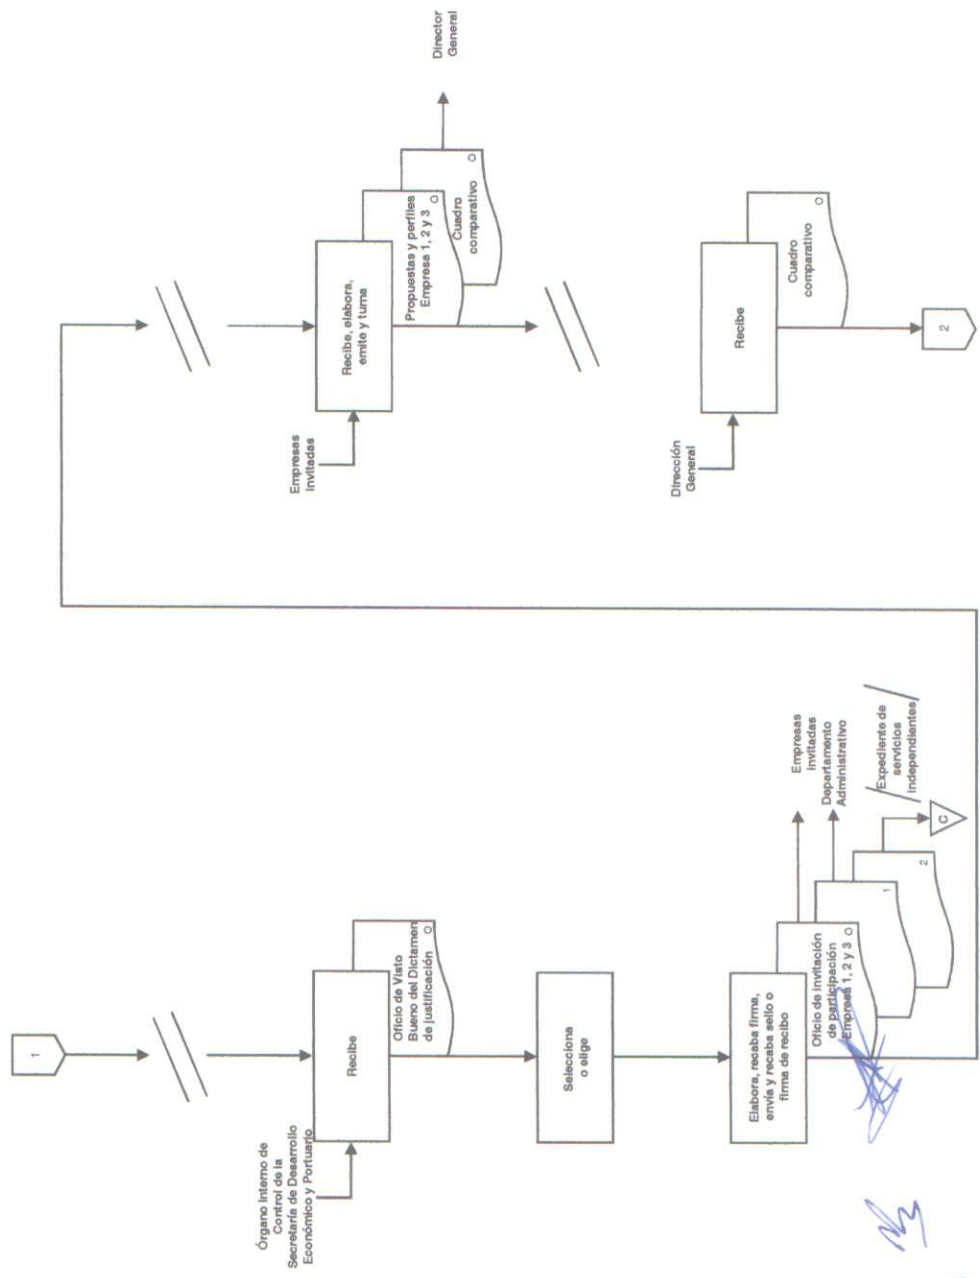 1
Órgano Interno de
Control de la
Secretaría de Desarrollo
Económico y Portuario
Recibe
Oficio de Visto
Bueno del Dictamen
de justificación
O
Selecciona
o elige
Elabora, recaba firma,
envía y recaba sello o
firma de recibo
Oficio de invitación
de participación
Empresa 1, 2 y 3
O
1
2
Empresas
invitadas
Departamento
Administrativo
Expediente de
servicios
Independientes
C
Empresas
invitadas
Recibe, elabora,
emite y turna
Propuestas y perfiles
Empresa 1, 2 y 3
O
Cuadro
comparativo
O
Director
General
Dirección
General
Recibe
Cuadro
comparativo
O
2